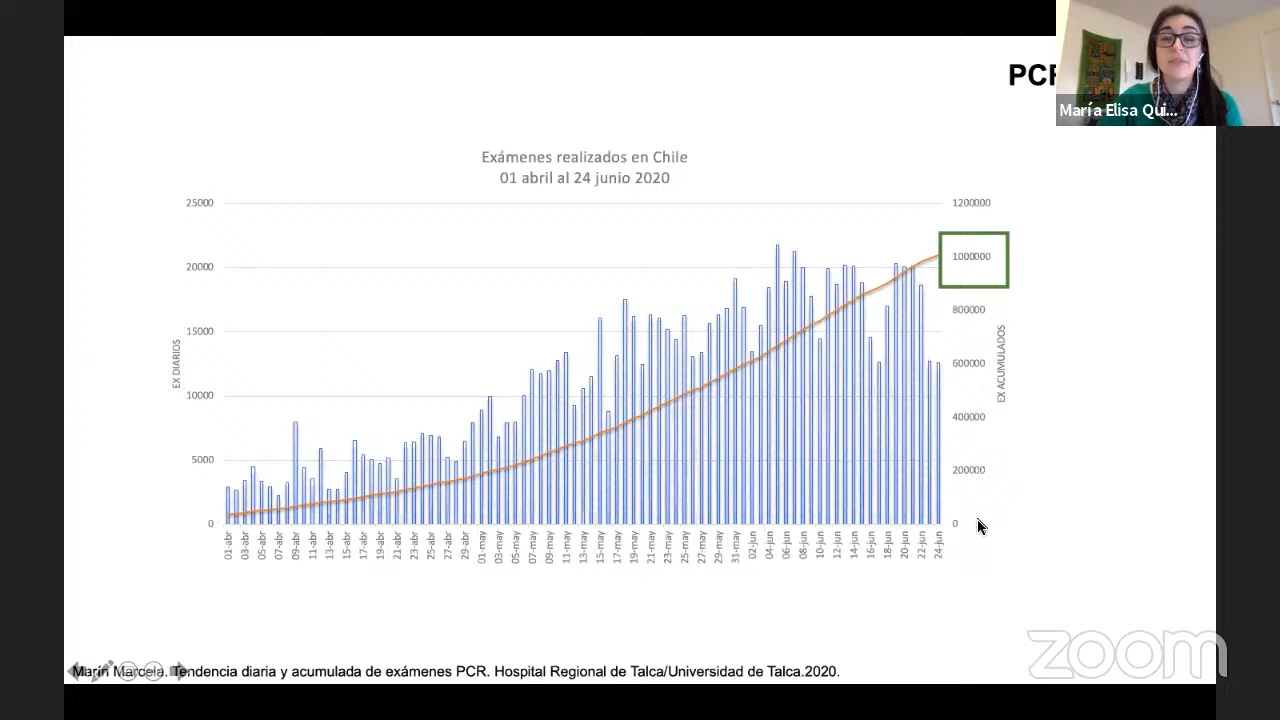 PCR
María Elisa Qui...
Exámenes realizados en Chile
01 abril al 24 junio 2020
25000
20000
15000
10000
5000
0
EX DIARIOS
1200000
1000000
800000
600000
400000
200000
0
EX ACUMULADOS
01-abr
03-abr
05-abr
07-abr
09-abr
11-abr
13-abr
15-abr
17-abr
19-abr
21-abr
23-abr
25-abr
27-abr
29-abr
01-may
03-may
05-may
07-may
09-may
11-may
13-may
15-may
17-may
19-may
21-may
23-may
25-may
27-may
29-may
31-may
02-jun
04-jun
06-jun
08-jun
10-jun
12-jun
14-jun
16-jun
18-jun
20-jun
22-jun
24-jun
Marín Marcela. Tendencia diaria y acumulada de exámenes PCR. Hospital Regional de Talca/Universidad de Talca.2020.
zoom